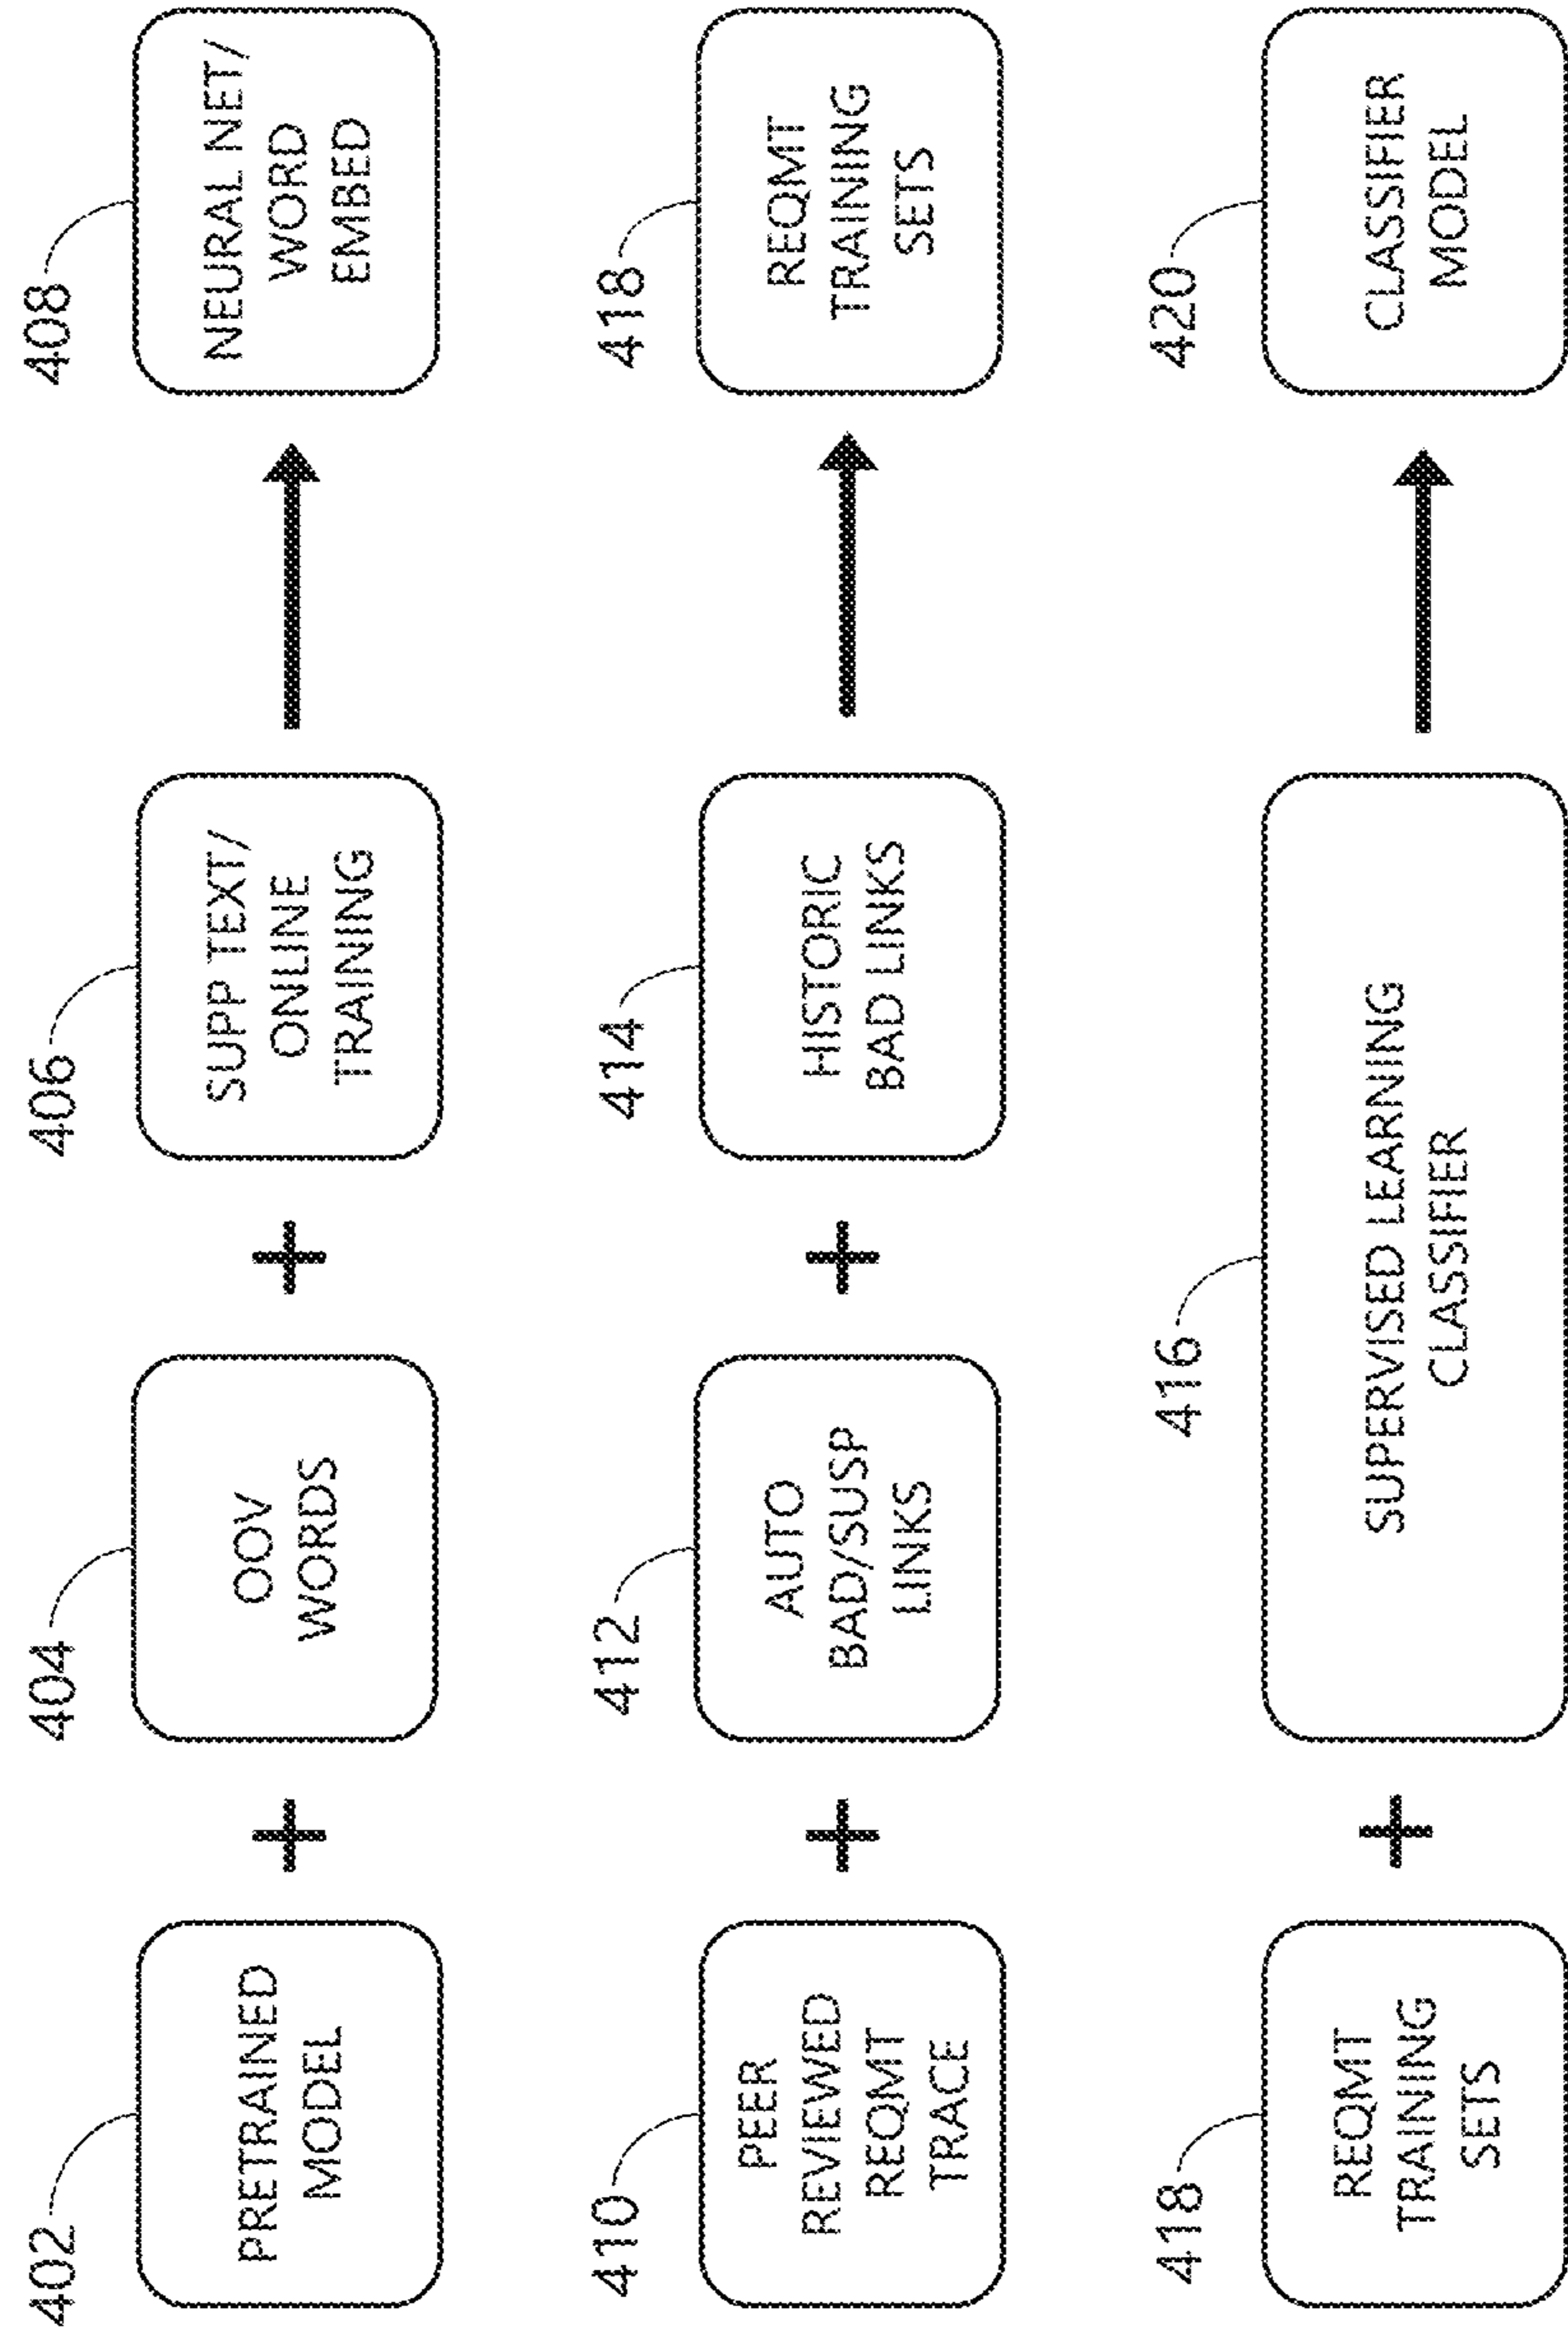 402
PRETRAINED
MODEL
+
404
OOV
WORDS
+
406
SUPP TEXT/
ONLINE
TRAINING
408
NEURAL NET/
WORD
EMBED
410
PEER
REVIEWED
REQMT
TRACE
+
412
AUTO
BAD/SUSP
LINKS
+
414
HISTORIC
BAD LINKS
418
REQMT
TRAINING
SETS
418
REQMT
TRAINING
SETS
+
416
SUPERVISED LEARNING
CLASSIFIER
420
CLASSIFIER
MODEL